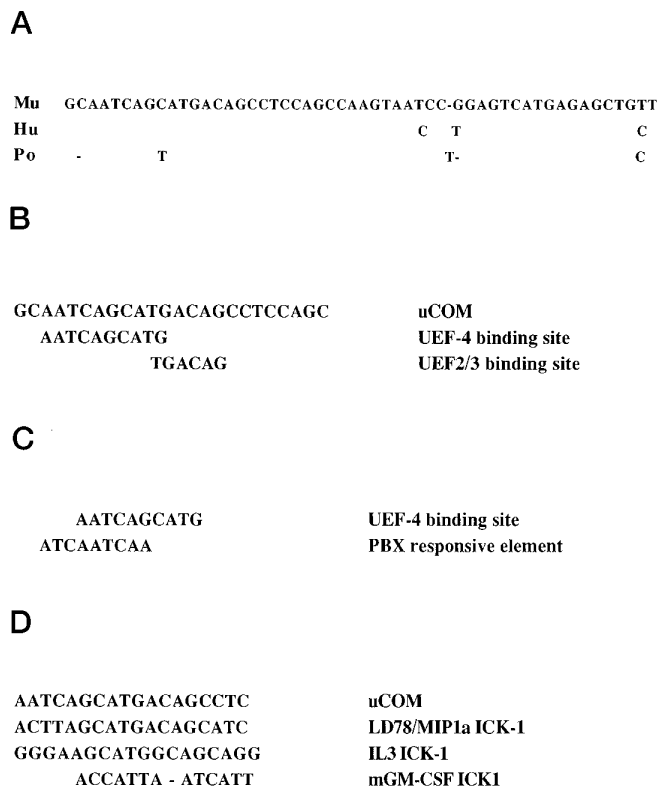 A
Mu GCAATCAGCATGACAGCCTCCAGCCAAGTAATCC-GGAGTCATGAGAGCTGTT
Hu C T C
Po - T T- C
B
GCAATCAGCATGACAGCCTCCAGC uCOM
AATCAGCATG UEF-4 binding site
TGACAG UEF2/3 binding site
C
AATCAGCATG UEF-4 binding site
ATCAATCAA PBX responsive element
D
AATCAGCATGACAGCCTC uCOM
ACTTAGCATGACAGCATC LD78/MIP1a ICK-1
GGGAAGCATGGCAGCAGG IL3 ICK-1
ACCATTA - ATCATT mGM-CSF ICK1